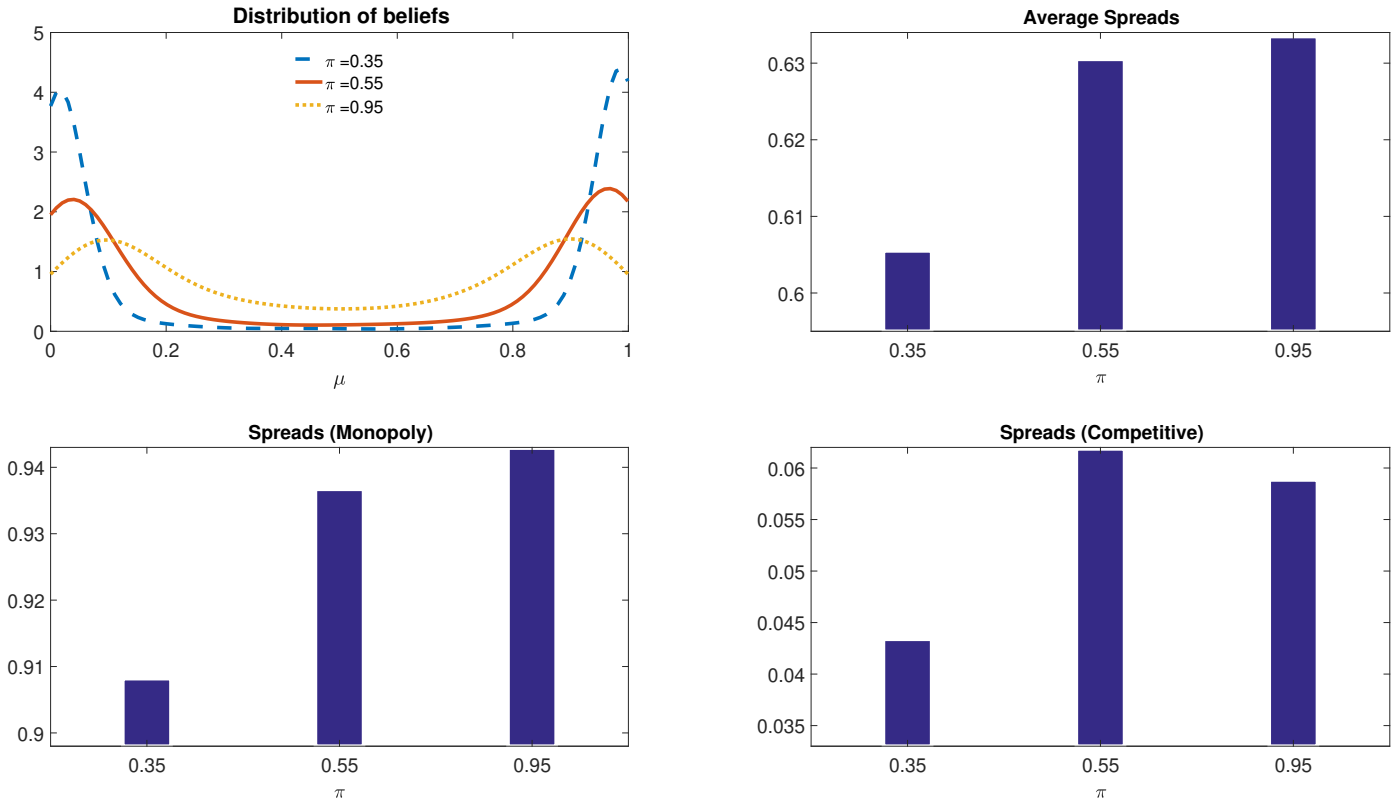 Distribution of beliefs
5
4
3
2
1
0
π =0.35
π =0.55
π =0.95
0 0.2 0.4 0.6 0.8 1
μ
Average Spreads
0.63
0.62
0.61
0.6
0.35 0.55 0.95
π
Spreads (Monopoly)
0.94
0.93
0.92
0.91
0.9
0.35 0.55 0.95
π
Spreads (Competitive)
0.06
0.055
0.05
0.045
0.04
0.035
0.35 0.55 0.95
π